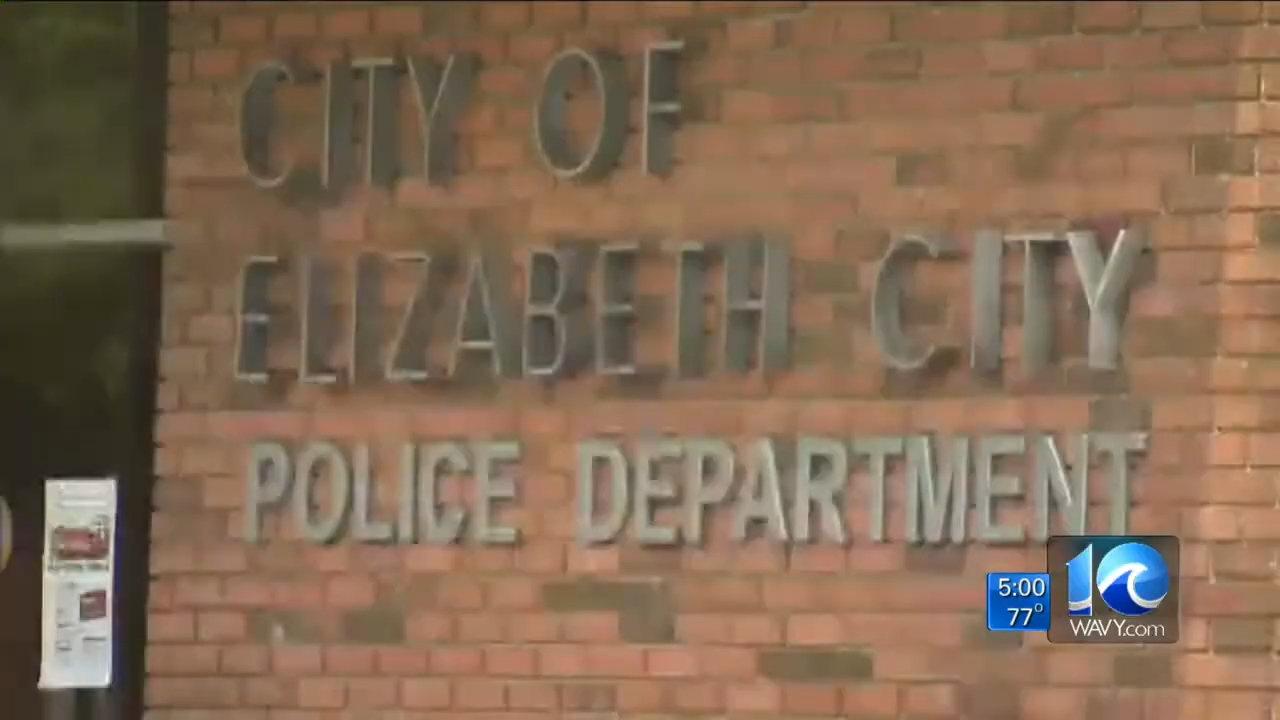 CITY OF
ELIZABETH CITY
POLICE DEPARTMENT
5:00
77°
10
WAVY.com